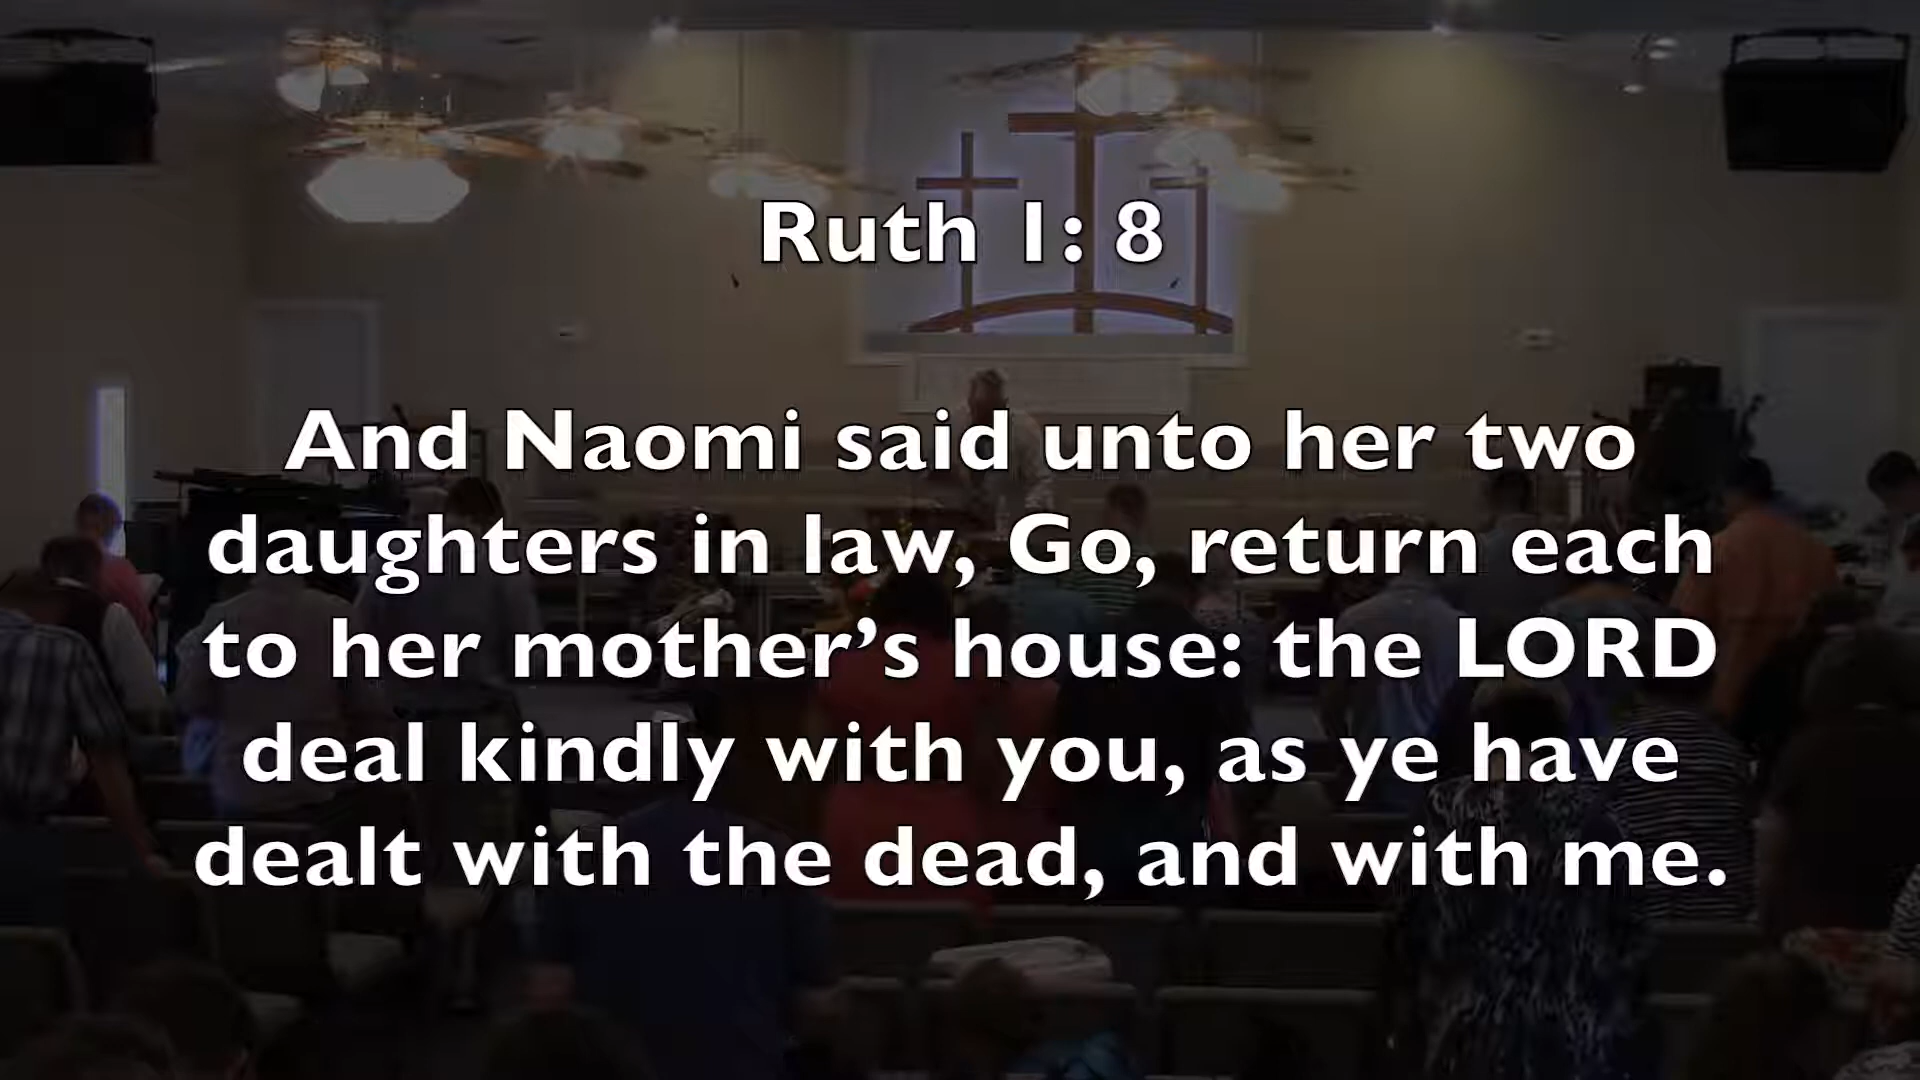 Ruth 1: 8
And Naomi said unto her two
daughters in law, Go, return each
to her mother’s house: the LORD
deal kindly with you, as ye have
dealt with the dead, and with me.